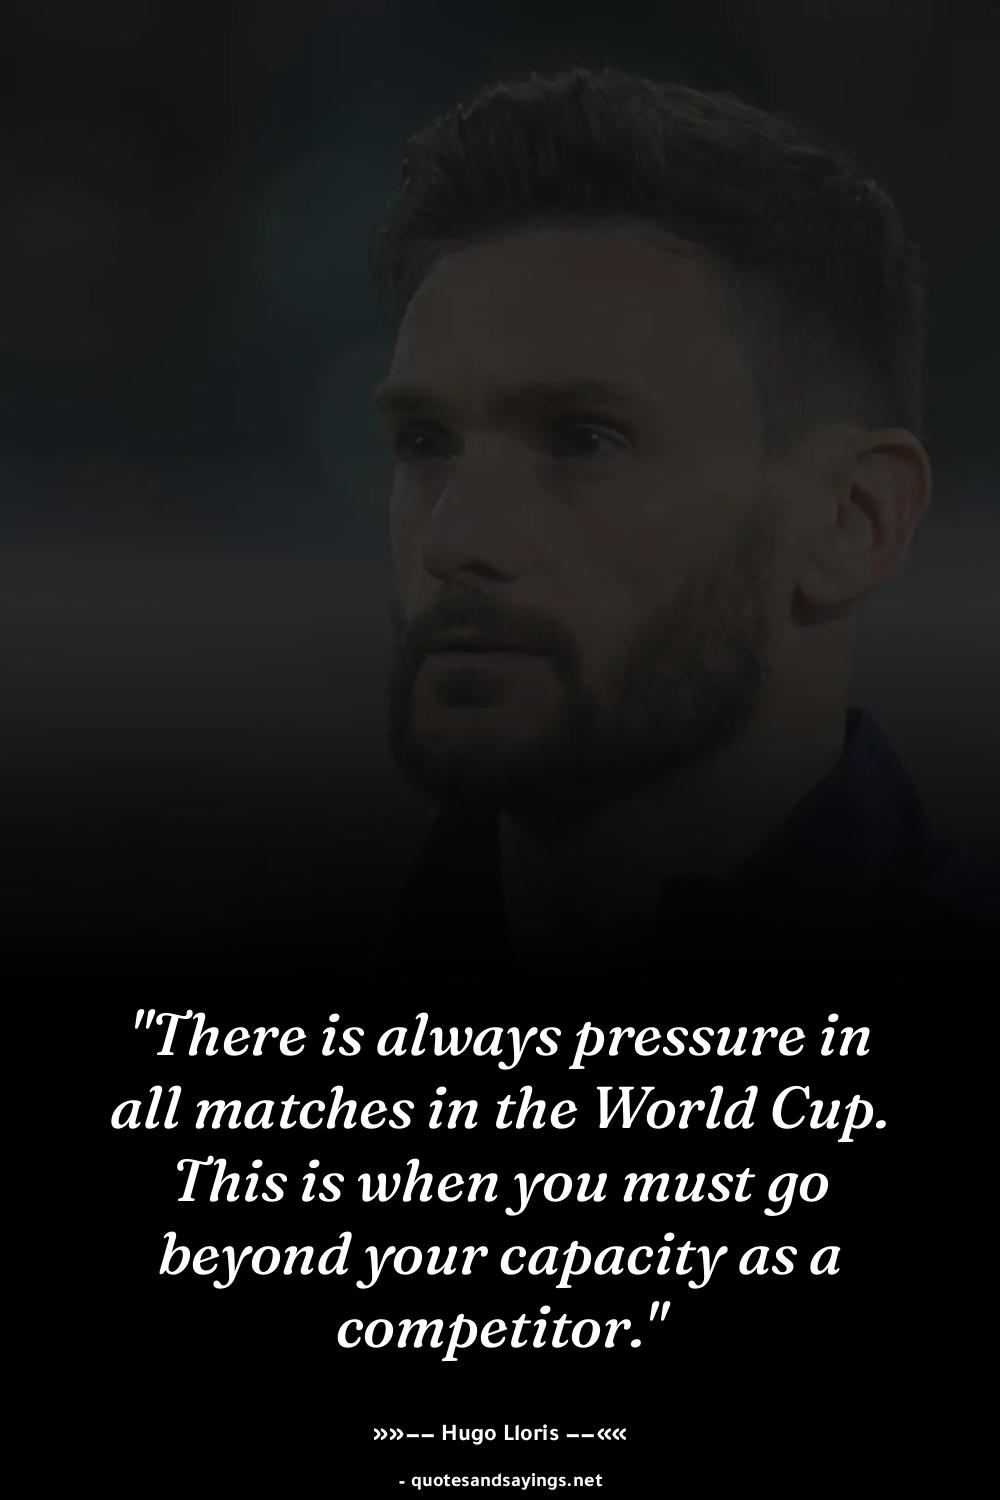 "There is always pressure in
all matches in the World Cup.
This is when you must go
beyond your capacity as a
competitor."
»»–– Hugo Lloris ––««
- quotesandsayings.net